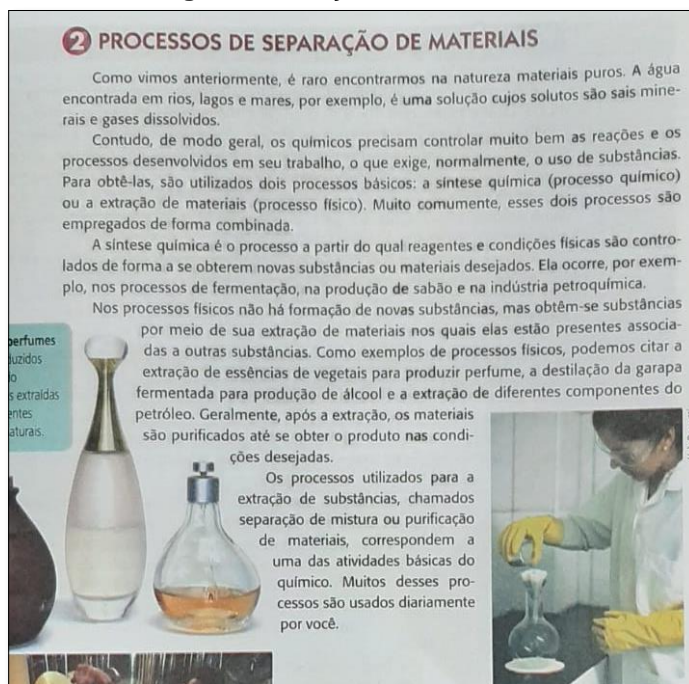 2 PROCESSOS DE SEPARAÇÃO DE MATERIAIS
Como vimos anteriormente, é raro encontrarmos na natureza materiais puros. A água
encontrada em rios, lagos e mares, por exemplo, é uma solução cujos solutos são sais mine-
rais e gases dissolvidos.
Contudo, de modo geral, os químicos precisam controlar muito bem as reações e os
processos desenvolvidos em seu trabalho, o que exige, normalmente, o uso de substâncias.
Para obtê-las, são utilizados dois processos básicos: a síntese química (processo químico)
ou a extração de materiais (processo físico). Muito comumente, esses dois processos são
empregados de forma combinada.
A síntese química é o processo a partir do qual reagentes e condições físicas são contro-
lados de forma a se obterem novas substâncias ou materiais desejados. Ela ocorre, por exem-
plo, nos processos de fermentação, na produção de sabão e na indústria petroquímica.
Nos processos físicos não há formação de novas substâncias, mas obtêm-se substâncias
por meio de sua extração de materiais nos quais elas estão presentes associa-
das a outras substâncias. Como exemplos de processos físicos, podemos citar a
extração de essências de vegetais para produzir perfume, a destilação da garapa
fermentada para produção de álcool e a extração de diferentes componentes do
petróleo. Geralmente, após a extração, os materiais
são purificados até se obter o produto nas condi-
ções desejadas.
Os processos utilizados para a
extração de substâncias, chamados
separação de mistura ou purificação
de materiais, correspondem a
uma das atividades básicas do
químico. Muitos desses pro-
cessos são usados diariamente
por você.
perfumes
duzidos
o
s extraídas
entes
aturais.